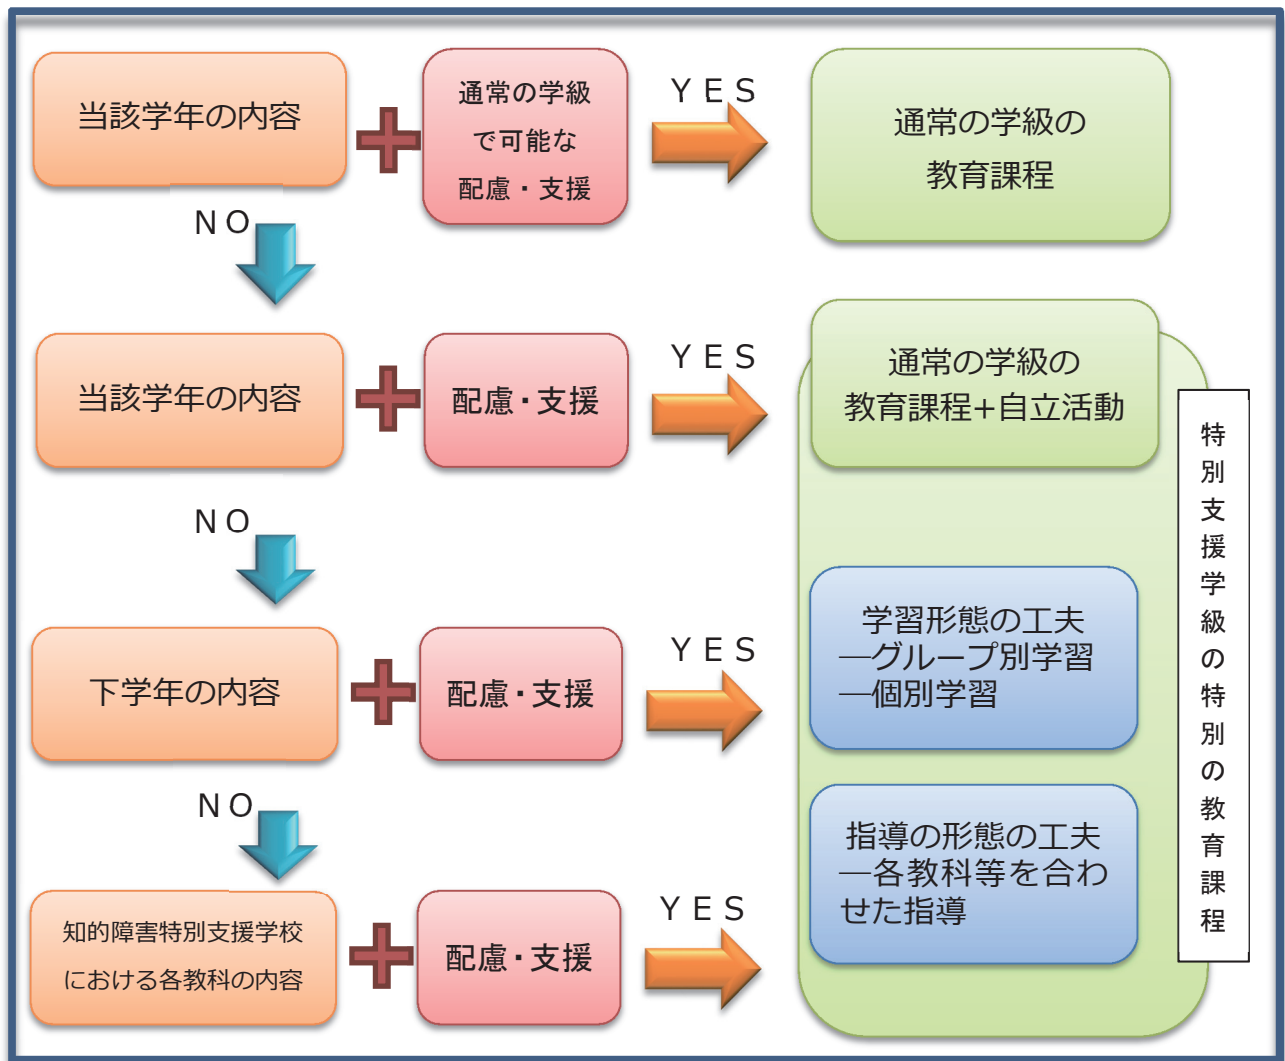 当該学年の内容
通常の学級
で可能な
配慮・支援
ＹＥＳ
通常の学級の
教育課程
ＮＯ
当該学年の内容
配慮・支援
ＹＥＳ
通常の学級の
教育課程+自立活動
ＮＯ
下学年の内容
配慮・支援
ＹＥＳ
学習形態の工夫
―グループ別学習
―個別学習
ＮＯ
知的障害特別支援学校
における各教科の内容
配慮・支援
ＹＥＳ
指導の形態の工夫
―各教科等を合わ
せた指導
特別支援学級の特別の教育課程